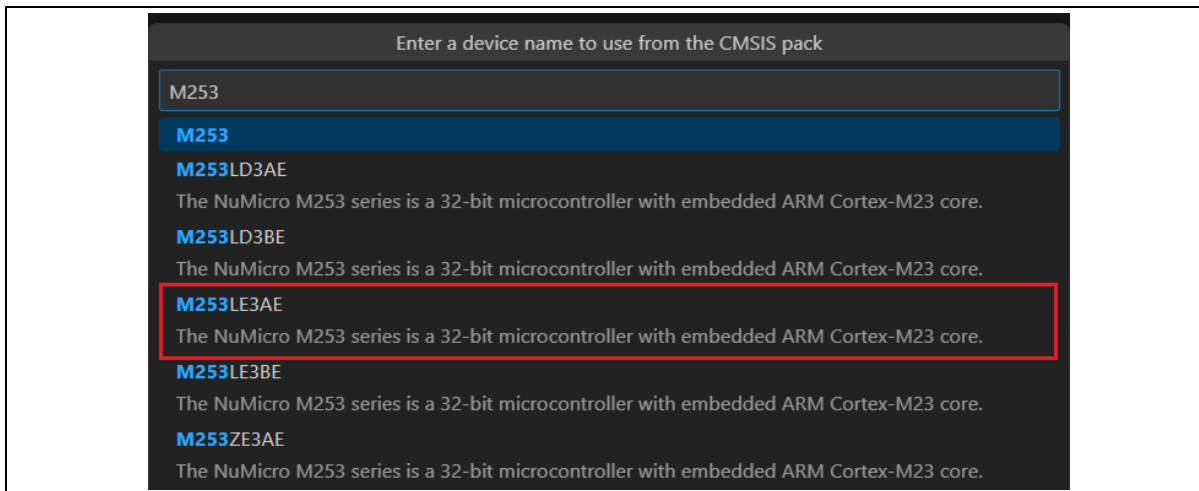 Enter a device name to use from the CMSIS pack
M253
M253
M253LD3AE
The NuMicro M253 series is a 32-bit microcontroller with embedded ARM Cortex-M23 core.
M253LD3BE
The NuMicro M253 series is a 32-bit microcontroller with embedded ARM Cortex-M23 core.
M253LE3AE
The NuMicro M253 series is a 32-bit microcontroller with embedded ARM Cortex-M23 core.
M253LE3BE
The NuMicro M253 series is a 32-bit microcontroller with embedded ARM Cortex-M23 core.
M253ZE3AE
The NuMicro M253 series is a 32-bit microcontroller with embedded ARM Cortex-M23 core.